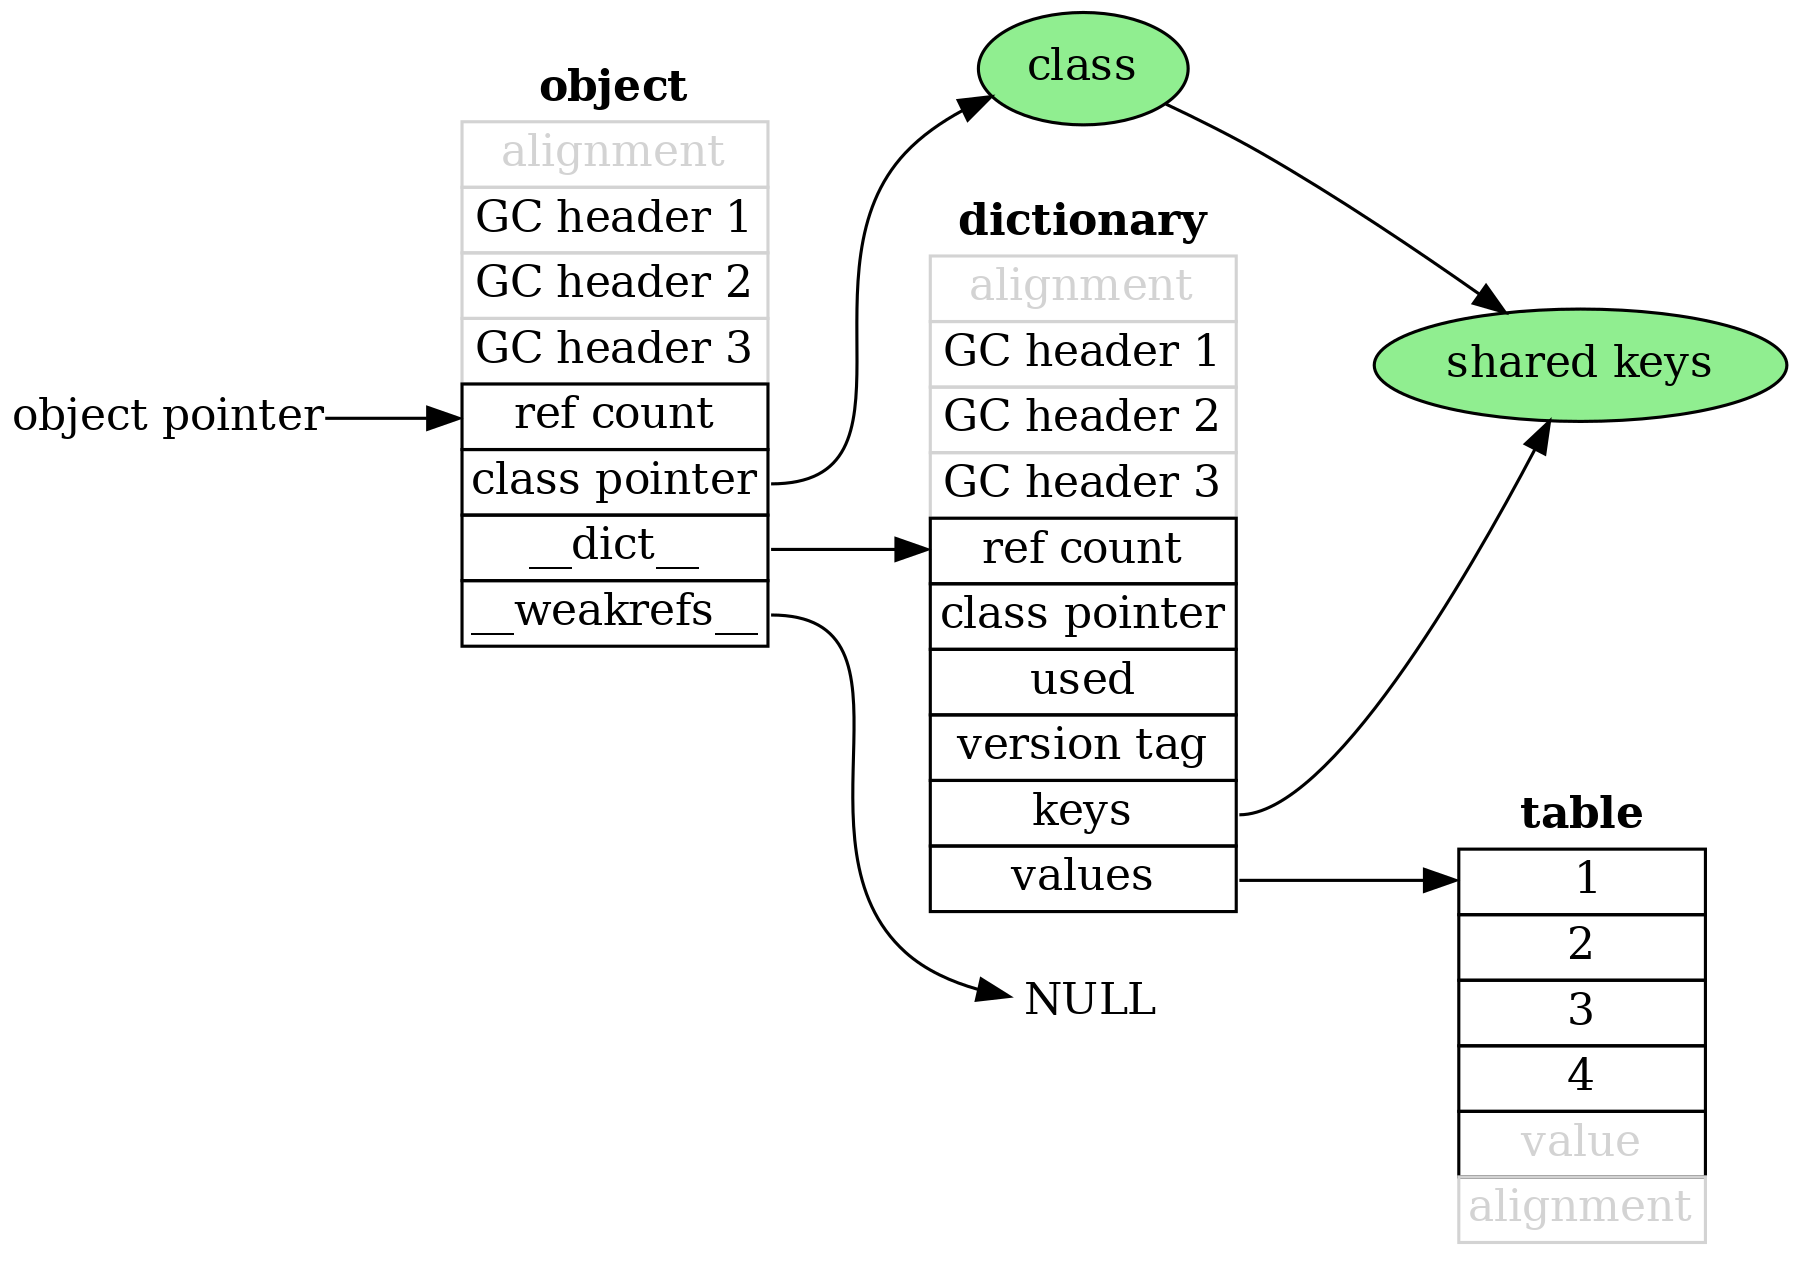 object pointer
object
alignment
GC header 1
GC header 2
GC header 3
ref count
class pointer
__dict__
__weakrefs__
class
dictionary
alignment
GC header 1
GC header 2
GC header 3
ref count
class pointer
used
version tag
keys
values
NULL
shared keys
table
1
2
3
4
value
alignment